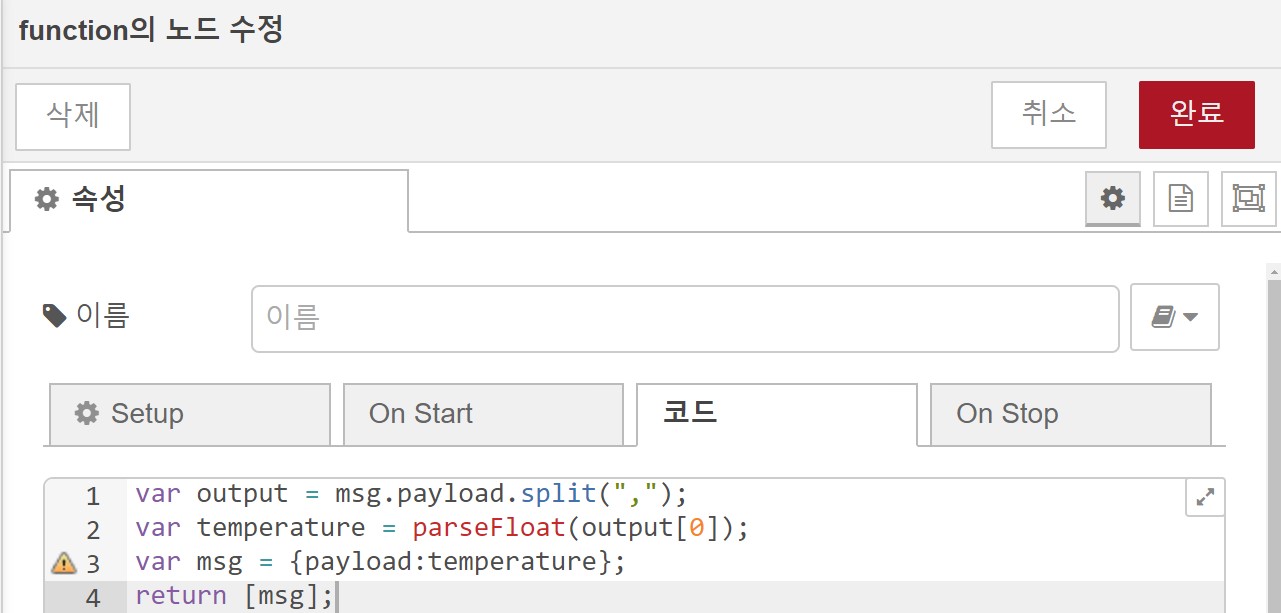 function의 노드 수정
삭제 취소 완료
속성
이름 이름
Setup On Start 코드 On Stop
1 var output = msg.payload.split(",");
2 var temperature = parseFloat(output[0]);
3 var msg = {payload:temperature};
4 return [msg];